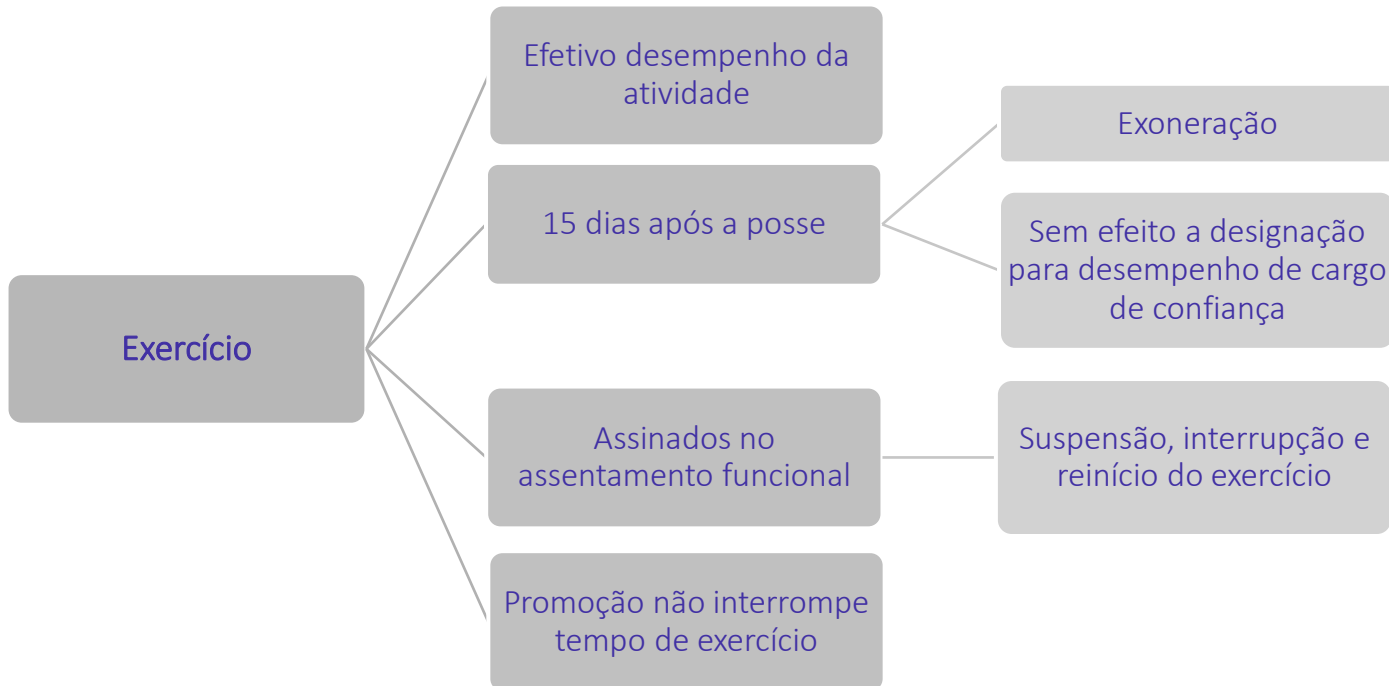 Exercício
Efetivo desempenho da
atividade
15 dias após a posse
Exoneração
Sem efeito a designação
para desempenho de cargo
de confiança
Assinados no
assentamento funcional
Suspensão, interrupção e
reinício do exercício
Promoção não interrompe
tempo de exercício